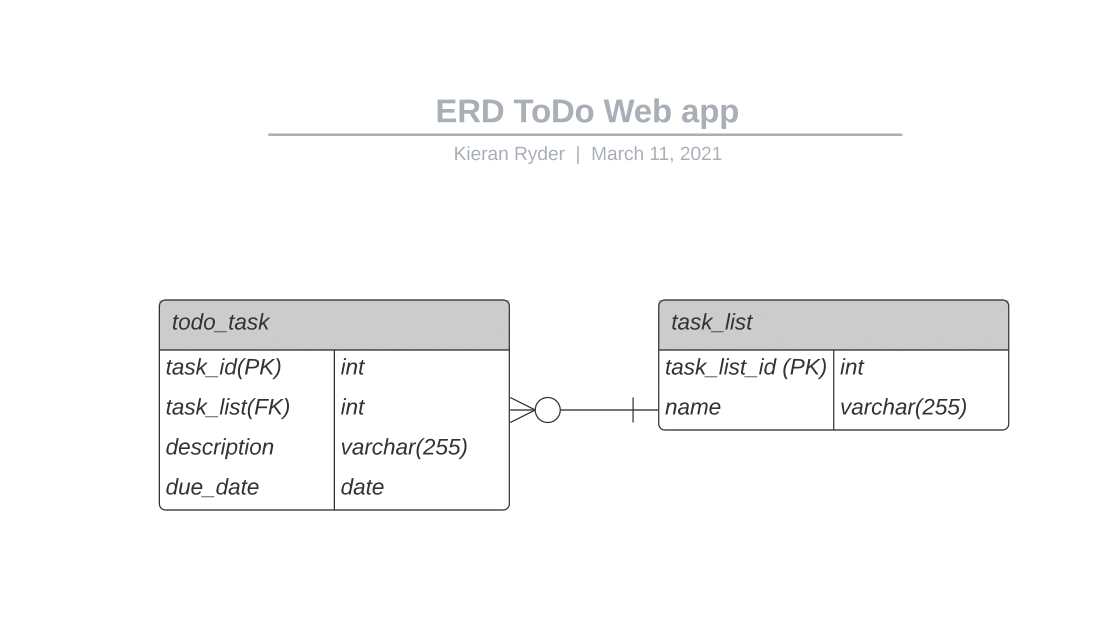 ERD ToDo Web app
Kieran Ryder | March 11, 2021
todo_task
task_id(PK) int
task_list(FK) int
description varchar(255)
due_date date
task_list
task_list_id (PK) int
name varchar(255)